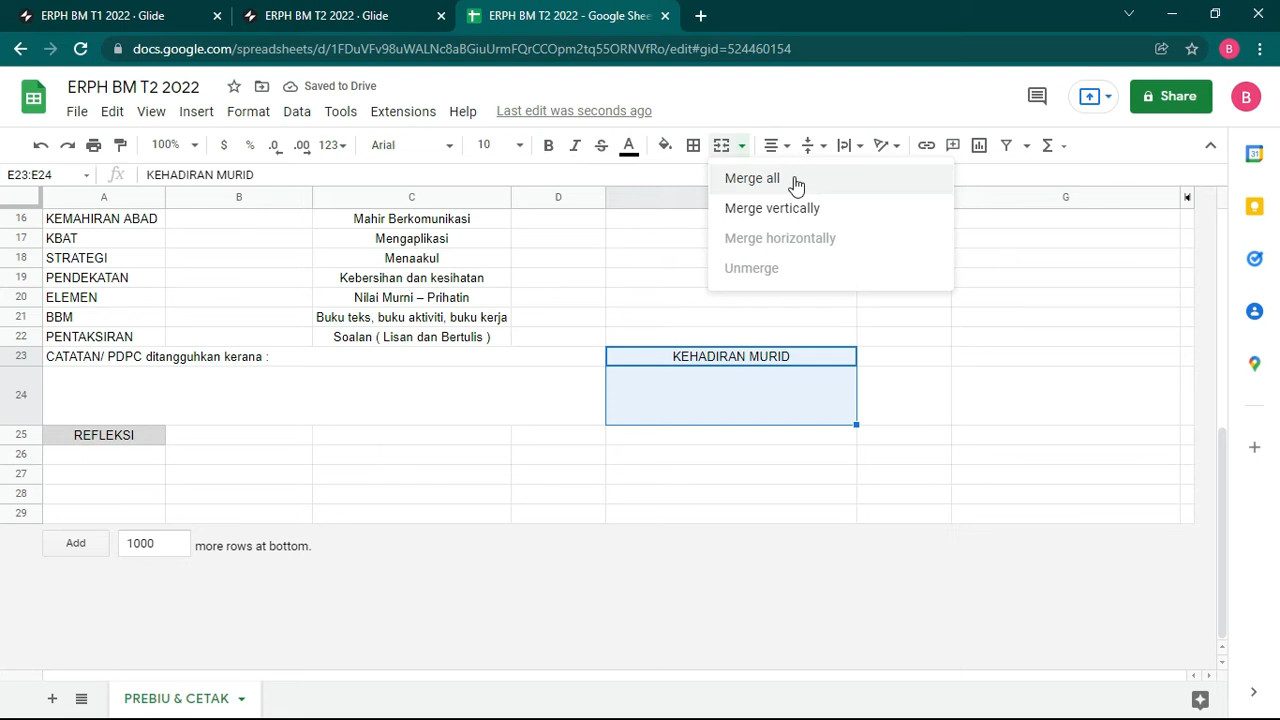 ERPH BM T1 2022 · Glide
ERPH BM T2 2022 · Glide
ERPH BM T2 2022 - Google Shee
docs.google.com/spreadsheets/d/1FDuVFv98uWALNc8aBGiuUrmFQrCCOpm2tq55ORNVfRo/edit#gid=524460154
B
ERPH BM T2 2022
Saved to Drive
File Edit View Insert Format Data Tools Extensions Help Last edit was seconds ago
Share
B
100% $ % .0 .00 123 Arial 10 B I S A
E23:E24 fx KEHADIRAN MURID
Merge all
Merge vertically
Merge horizontally
Unmerge
A B C D G
16 KEMAHIRAN ABAD Mahir Berkomunikasi
17 KBAT Mengaplikasi
18 STRATEGI Menaakul
19 PENDEKATAN Kebersihan dan kesihatan
20 ELEMEN Nilai Murni – Prihatin
21 BBM Buku teks, buku aktiviti, buku kerja
22 PENTAKSIRAN Soalan ( Lisan dan Bertulis )
23 CATATAN/ PDPC ditangguhkan kerana : KEHADIRAN MURID
24
25 REFLEKSI
26
27
28
29
Add 1000 more rows at bottom.
PREBIU & CETAK